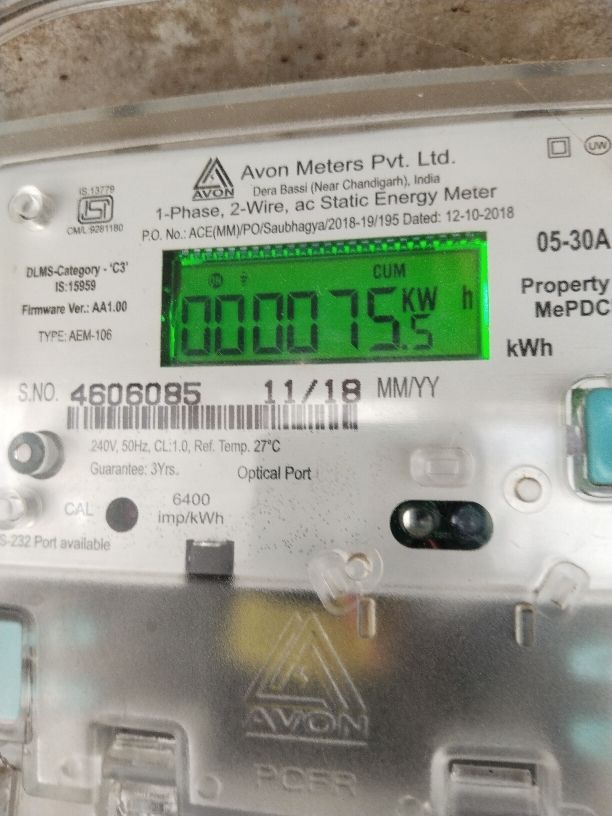 Avon Meters Pvt. Ltd.
AVON
Dera Bassi (Near Chandigarh), India
1-Phase, 2-Wire, ac Static Energy Meter
P.O. No.: ACE(MM)/PO/Saubhagya/2018-19/195 Dated: 12-10-2018
UW
IS 13779
ISI
CM/L:9281180
DLMS-Category - 'C3'
IS:15959
Firmware Ver.: AA1.00
TYPE: AEM-106
CUM
000075.5 KW h
05-30A
Property
MePDC
kWh
S.NO. 4606085 11/18 MM/YY
240V, 50Hz, CL:1.0, Ref. Temp. 27°C
Guarantee: 3Yrs. Optical Port
CAL
6400
imp/kWh
S-232 Port available
AVON